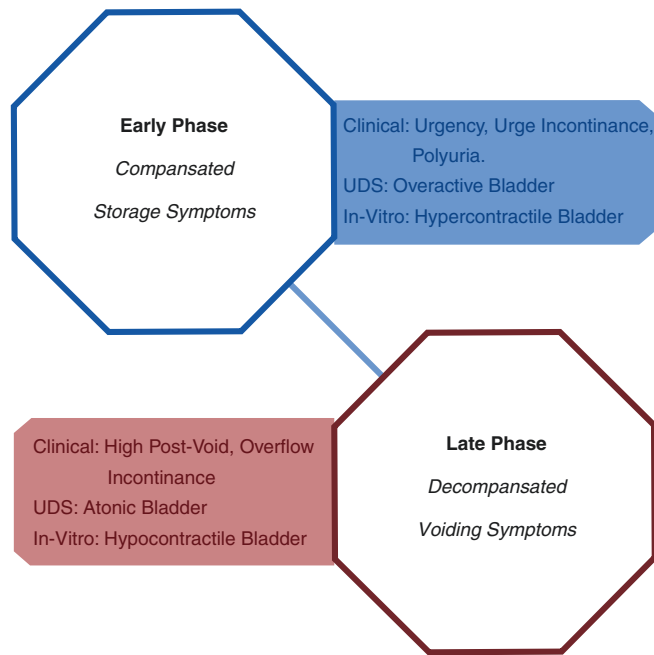 Early Phase
Compansated
Storage Symptoms
Clinical: Urgency, Urge Incontinance,
Polyuria.
UDS: Overactive Bladder
In-Vitro: Hypercontractile Bladder
Clinical: High Post-Void, Overflow
Incontinance
UDS: Atonic Bladder
In-Vitro: Hypocontractile Bladder
Late Phase
Decompansated
Voiding Symptoms